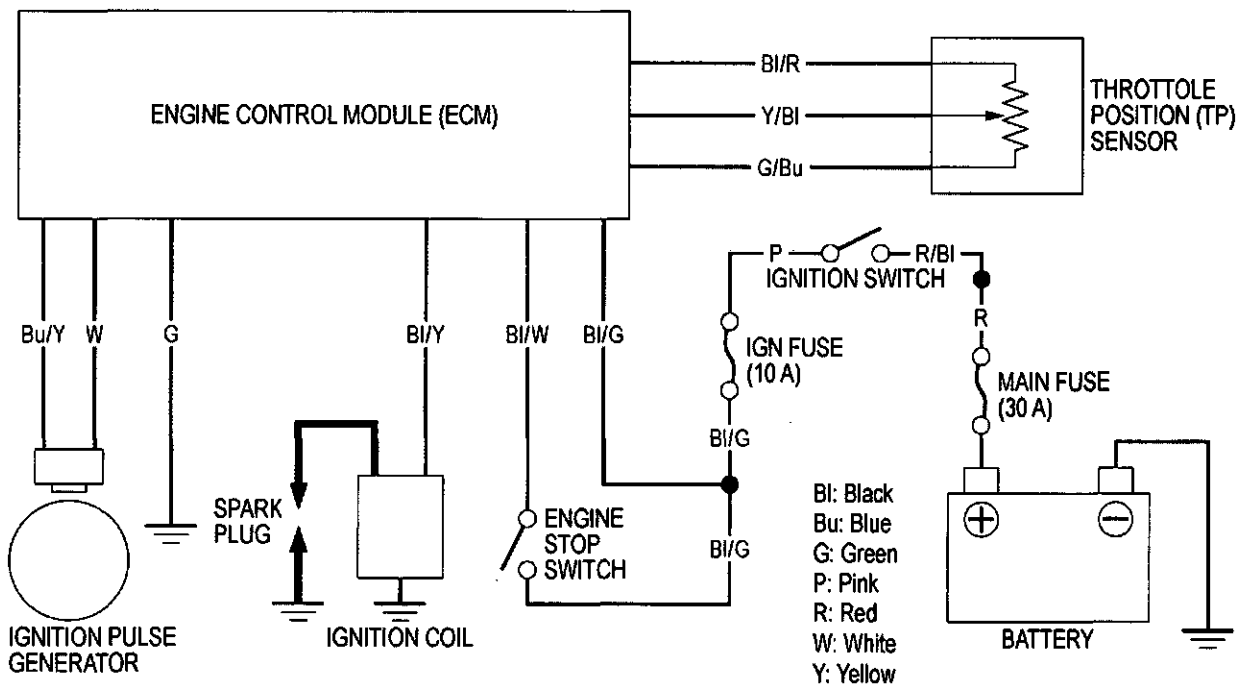 ENGINE CONTROL MODULE (ECM)
Bl/R
Y/Bl
G/Bu
THROTTOLE
POSITION (TP)
SENSOR
P
R/Bl
IGNITION SWITCH
Bu/Y
W
G
Bl/Y
Bl/W
Bl/G
R
IGN FUSE
(10 A)
MAIN FUSE
(30 A)
Bl/G
SPARK
PLUG
ENGINE
STOP
SWITCH
Bl/G
Bl: Black
Bu: Blue
G: Green
P: Pink
R: Red
W: White
Y: Yellow
IGNITION PULSE
GENERATOR
IGNITION COIL
BATTERY